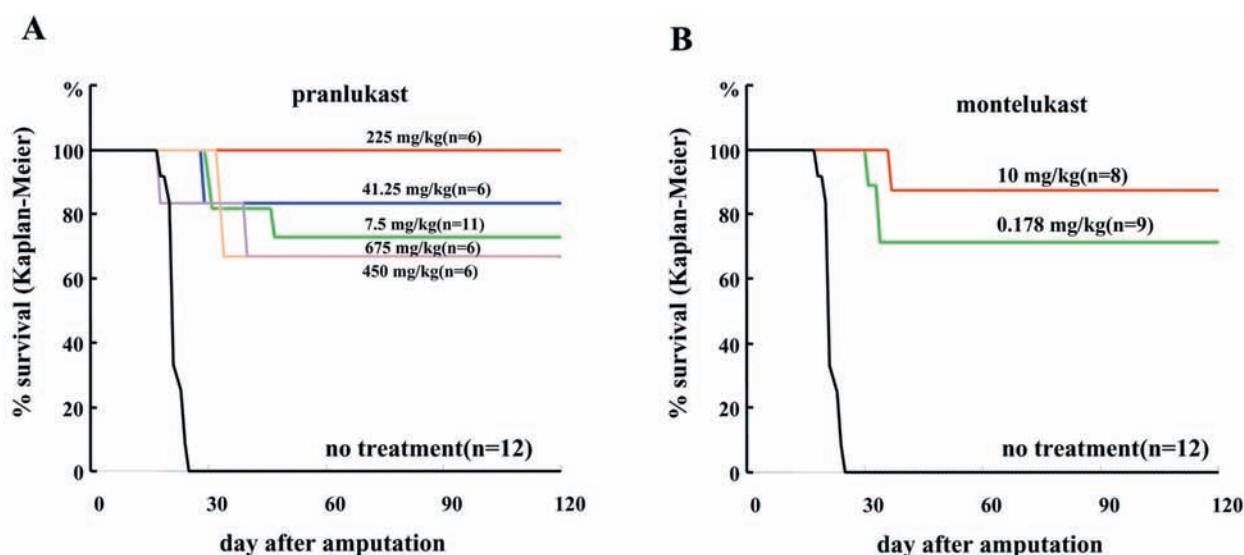 A
%
pranlukast
% survival (Kaplan-Meier)
100
80
60
40
20
0
225 mg/kg(n=6)
41.25 mg/kg(n=6)
7.5 mg/kg(n=11)
675 mg/kg(n=6)
450 mg/kg(n=6)
no treatment(n=12)
0 30 60 90 120
day after amputation
B
%
montelukast
% survival (Kaplan-Meier)
100
80
60
40
20
0
10 mg/kg(n=8)
0.178 mg/kg(n=9)
no treatment(n=12)
0 30 60 90 120
day after amputation